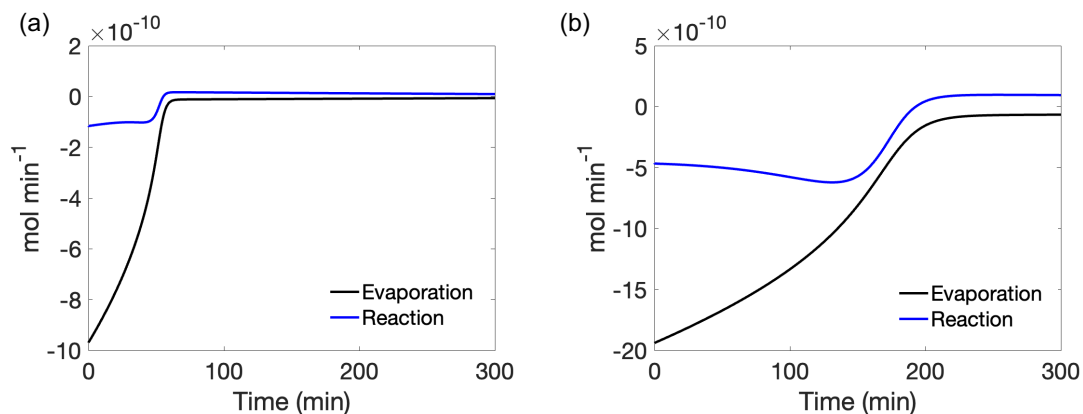 (a)
×10⁻¹⁰
2
0
-2
-4
-6
-8
-10
mol min⁻¹
0 100 200 300
Time (min)
Evaporation
Reaction
(b)
×10⁻¹⁰
5
0
-5
-10
-15
-20
mol min⁻¹
0 100 200 300
Time (min)
Evaporation
Reaction